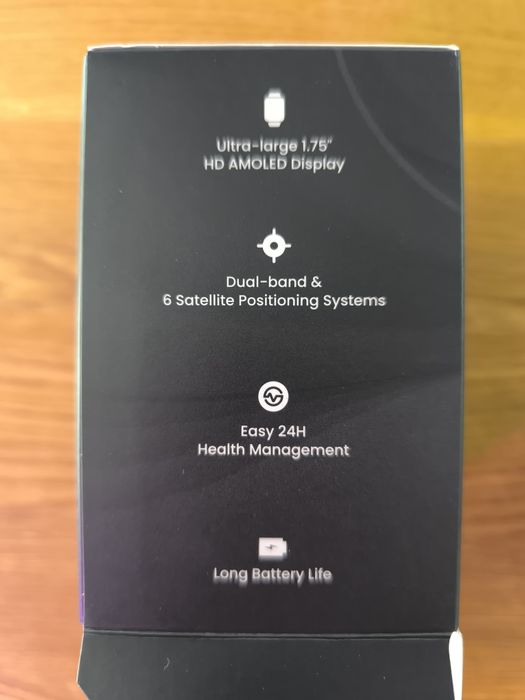 Ultra-large 1.75"
HD AMOLED Display
Dual-band &
6 Satellite Positioning Systems
Easy 24H
Health Management
Long Battery Life